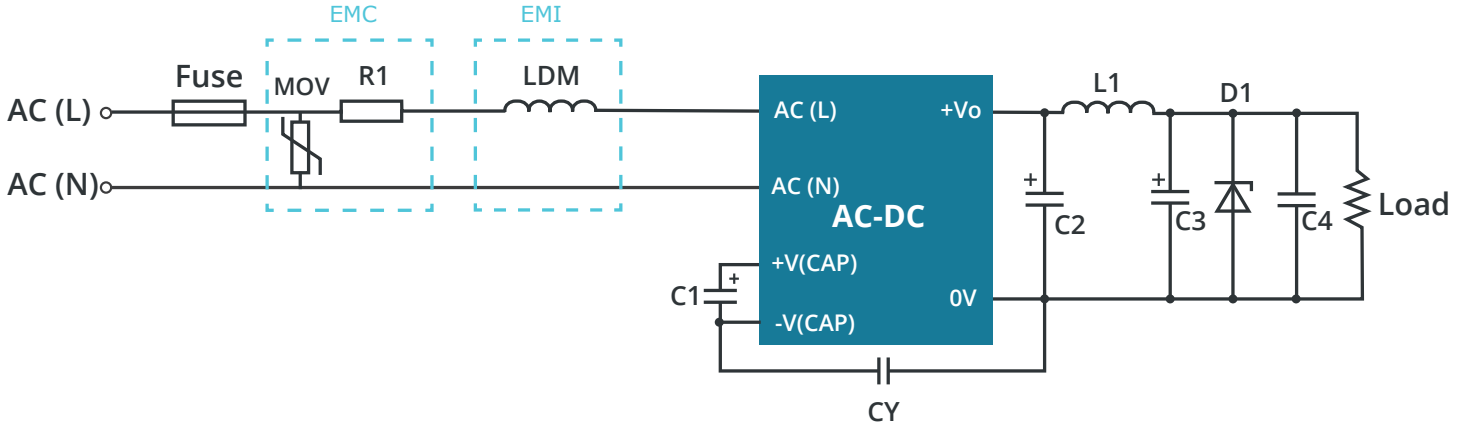 EMC
EMI
Fuse
MOV
R1
LDM
L1
D1
AC (L)
AC (L)
+Vo
AC (N)
AC (N)
AC-DC
+
+
C2
C3
C4
Load
+V(CAP)
+
C1
0V
-V(CAP)
CY